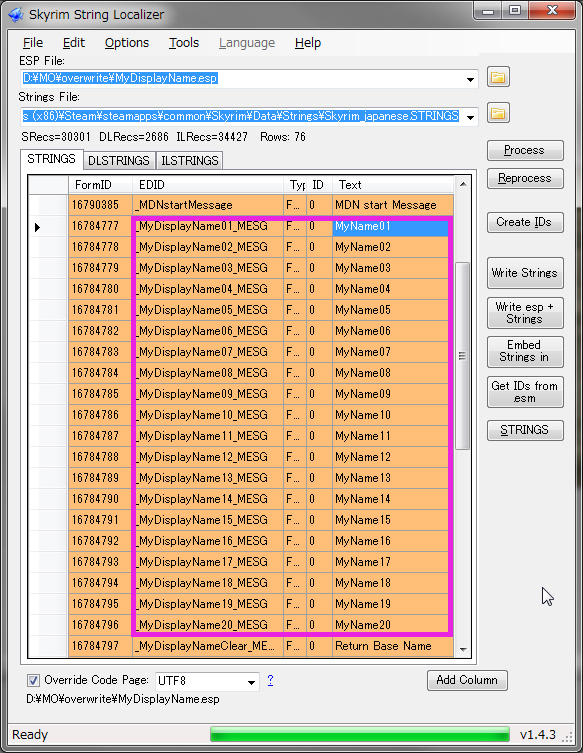 Skyrim String Localizer
File Edit Options Tools Language Help
ESP File:
D:¥MO¥overwrite¥MyDisplayName.esp
Strings File:
s (x86)¥Steam¥steamapps¥common¥Skyrim¥Data¥Strings¥Skyrim_japanese.STRINGS
SRecs=30301 DLRecs=2686 ILRecs=34427 Rows: 76
Process
Reprocess
Create IDs
Write Strings
Write esp +
Strings
Embed
Strings in
Get IDs from
esm
STRINGS
STRINGS DLSTRINGS ILSTRINGS
FormID EDID Typ ID Text
16790385 _MDNstartMessage F... 0 MDN start Message
16784777 _MyDisplayName01_MESG F... 0 MyName01
16784778 _MyDisplayName02_MESG F... 0 MyName02
16784779 _MyDisplayName03_MESG F... 0 MyName03
16784780 _MyDisplayName04_MESG F... 0 MyName04
16784781 _MyDisplayName05_MESG F... 0 MyName05
16784782 _MyDisplayName06_MESG F... 0 MyName06
16784783 _MyDisplayName07_MESG F... 0 MyName07
16784784 _MyDisplayName08_MESG F... 0 MyName08
16784785 _MyDisplayName09_MESG F... 0 MyName09
16784786 _MyDisplayName10_MESG F... 0 MyName10
16784787 _MyDisplayName11_MESG F... 0 MyName11
16784788 _MyDisplayName12_MESG F... 0 MyName12
16784789 _MyDisplayName13_MESG F... 0 MyName13
16784790 _MyDisplayName14_MESG F... 0 MyName14
16784791 _MyDisplayName15_MESG F... 0 MyName15
16784792 _MyDisplayName16_MESG F... 0 MyName16
16784793 _MyDisplayName17_MESG F... 0 MyName17
16784794 _MyDisplayName18_MESG F... 0 MyName18
16784795 _MyDisplayName19_MESG F... 0 MyName19
16784796 _MyDisplayName20_MESG F... 0 MyName20
16784797 _MyDisplayNameClear_ME... F... 0 Return Base Name
Override Code Page: UTF8 ? Add Column
D:¥MO¥overwrite¥MyDisplayName.esp
Ready v1.4.3